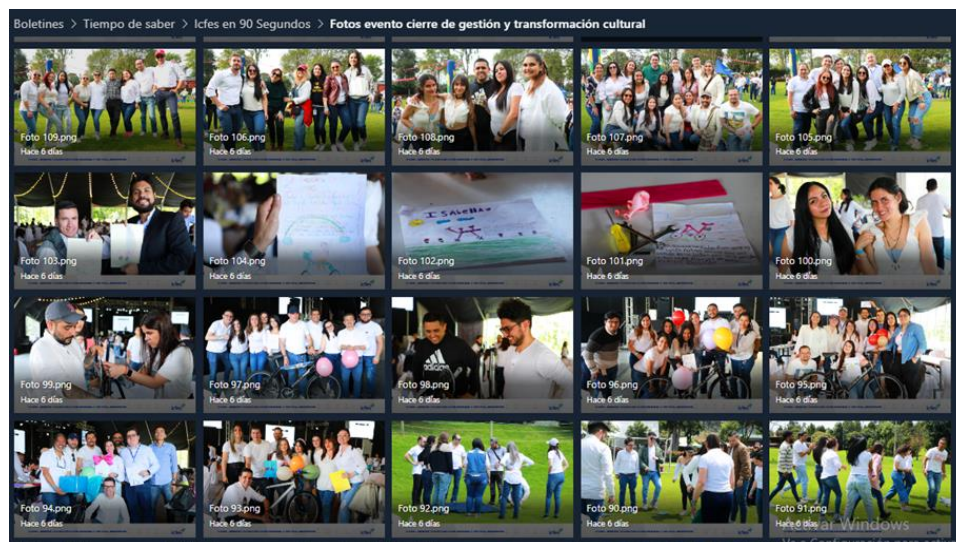 Boletines > Tiempo de saber > Icfes en 90 Segundos > Fotos evento cierre de gestión y transformación cultural
Foto 109.png
Hace 6 días
Foto 106.png
Hace 6 días
Foto 108.png
Hace 6 días
Foto 107.png
Hace 6 días
Foto 105.png
Hace 6 días
Foto 103.png
Hace 6 días
Foto 104.png
Hace 6 días
ISAbellA
Foto 102.png
Hace 6 días
Foto 101.png
Hace 6 días
Foto 100.png
Hace 6 días
Foto 99.png
Hace 6 días
Foto 97.png
Hace 6 días
adidas
Foto 98.png
Hace 6 días
Foto 96.png
Hace 6 días
Foto 95.png
Hace 6 días
Foto 94.png
Hace 6 días
Foto 93.png
Hace 6 días
Foto 92.png
Hace 6 días
Foto 90.png
Hace 6 días
Foto 91.png
Hace 6 días
Activar Windows